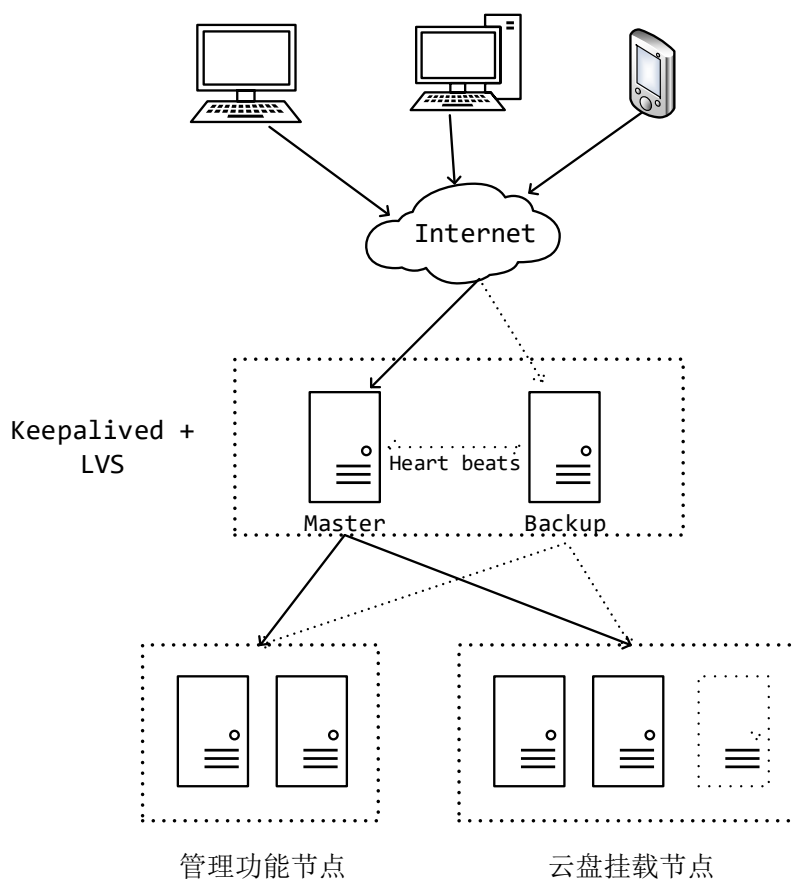 Internet
Keepalived +
LVS
Heart beats
Master
Backup
管理功能节点
云盘挂载节点